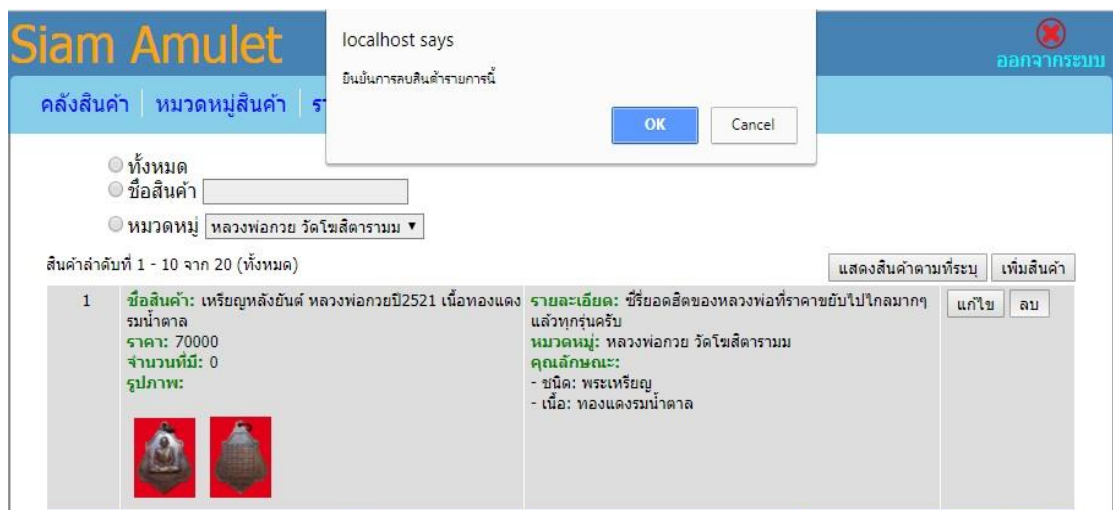 Siam Amulet
localhost says
ยืนยันการลบสินค้ารายการนี้
OK
Cancel
ออกจากระบบ
คลังสินค้า
หมวดหมู่สินค้า
ทั้งหมด
ชื่อสินค้า
หมวดหมู่ หลวงพ่อกวย วัดโฆสิตารามม ▼
สินค้าลำดับที่ 1 - 10 จาก 20 (ทั้งหมด)
แสดงสินค้าตามที่ระบุ
เพิ่มสินค้า
1
ชื่อสินค้า: เหรียญหลังยันต์ หลวงพ่อกวยปี2521 เนื้อทองแดง
รมน้ำตาล
ราคา: 70000
จำนวนที่มี: 0
รูปภาพ:
รายละเอียด: ซีรี่ยอดฮิตของหลวงพ่อที่ราคาขยับไปไกลมากๆ
แล้วทุกรุ่นครับ
หมวดหมู่: หลวงพ่อกวย วัดโฆสิตารามม
คุณลักษณะ:
- ชนิด: พระเหรียญ
- เนื้อ: ทองแดงรมน้ำตาล
แก้ไข
ลบ